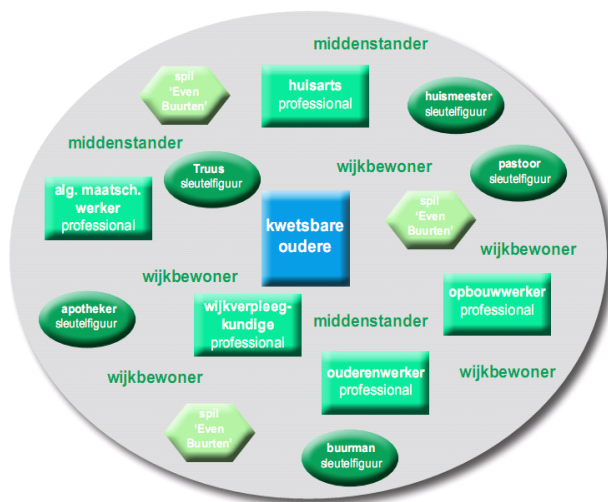 middenstander
spil
'Even
Buurten'
huisarts
professional
huismeester
sleutelfiguur
middenstander
Truus
sleutelfiguur
wijkbewoner
pastoor
sleutelfiguur
alg. maatsch.
werker
professional
kwetsbare
oudere
spil
'Even
Buurten'
wijkbewoner
wijkbewoner
opbouwwerker
professional
apotheker
sleutelfiguur
wijkverpleeg-
kundige
professional
middenstander
wijkbewoner
ouderenwerker
professional
wijkbewoner
spil
'Even
Buurten'
buurman
sleutelfiguur